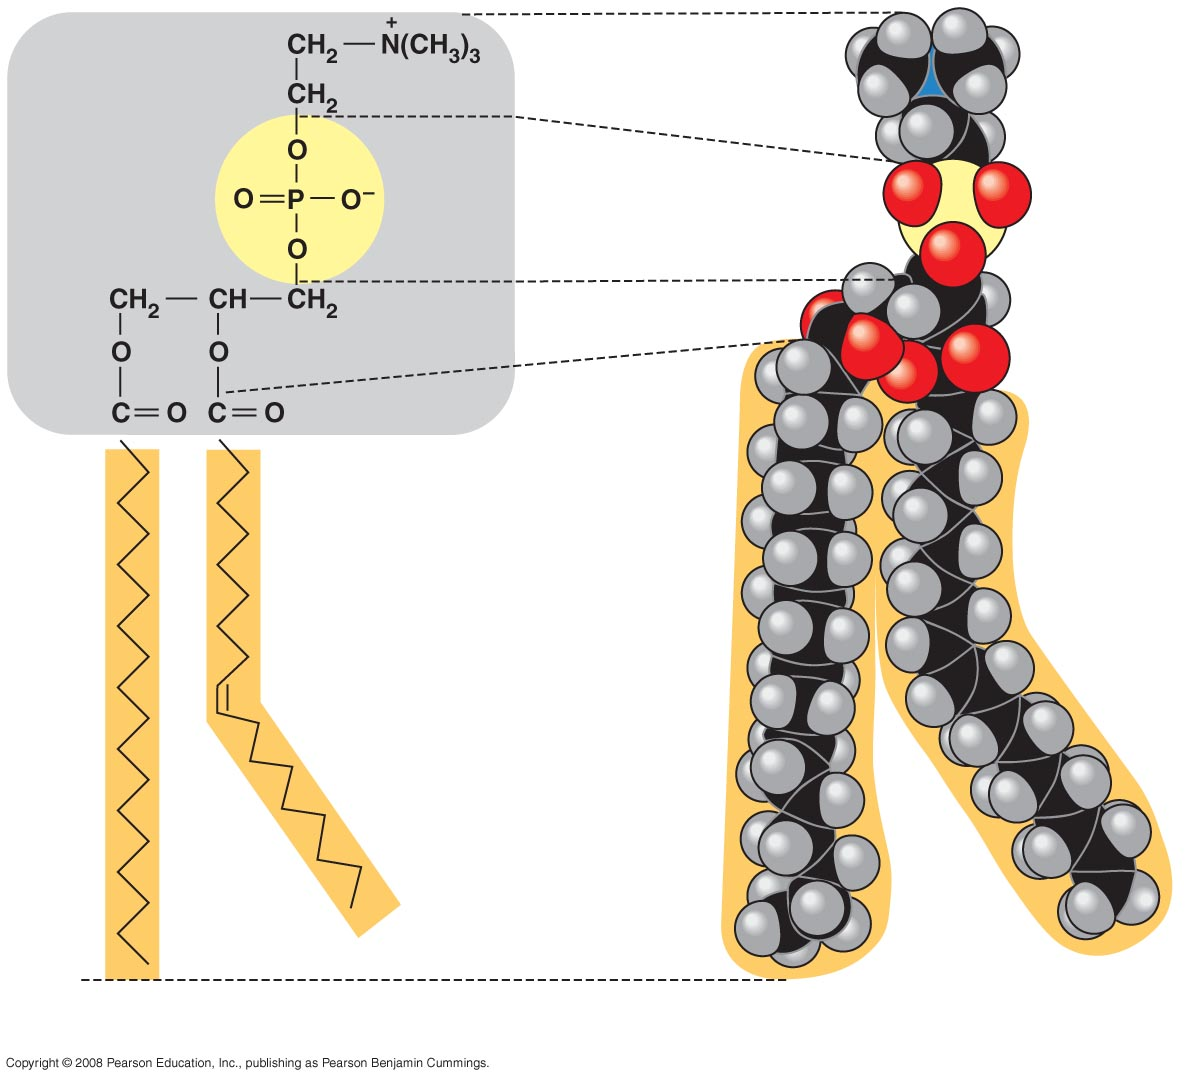 CH₂—N⁺(CH₃)₃
CH₂
O
O=P—O⁻
O
CH₂—CH—CH₂
O O
C=O C=O
Copyright © 2008 Pearson Education, Inc., publishing as Pearson Benjamin Cummings.